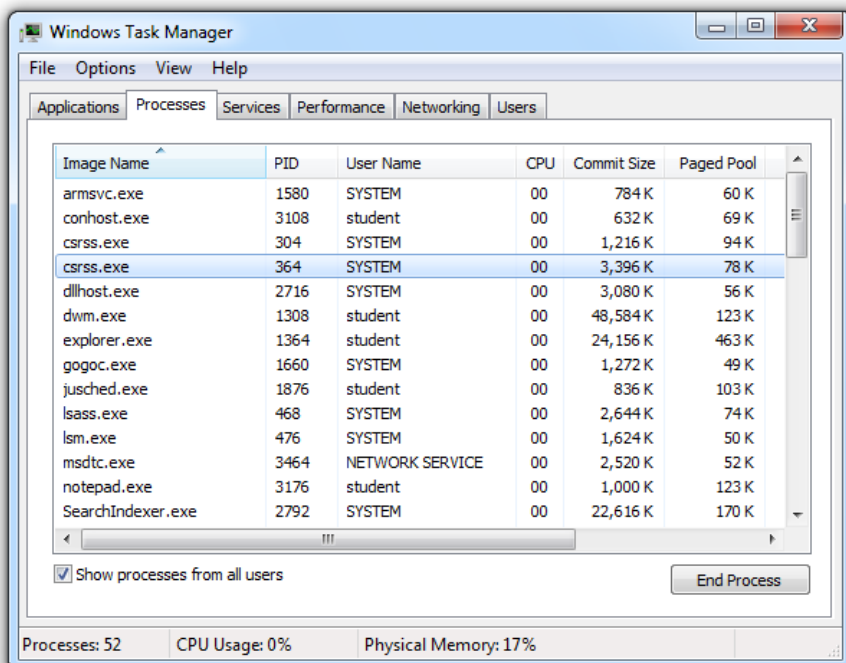 Windows Task Manager
File Options View Help
Applications Processes Services Performance Networking Users
Image Name PID User Name CPU Commit Size Paged Pool
armsvc.exe 1580 SYSTEM 00 784 K 60 K
conhost.exe 3108 student 00 632 K 69 K
csrss.exe 304 SYSTEM 00 1,216 K 94 K
csrss.exe 364 SYSTEM 00 3,396 K 78 K
dllhost.exe 2716 SYSTEM 00 3,080 K 56 K
dwm.exe 1308 student 00 48,584 K 123 K
explorer.exe 1364 student 00 24,156 K 463 K
gogoc.exe 1660 SYSTEM 00 1,272 K 49 K
jusched.exe 1876 student 00 836 K 103 K
lsass.exe 468 SYSTEM 00 2,644 K 74 K
lsm.exe 476 SYSTEM 00 1,624 K 50 K
msdtc.exe 3464 NETWORK SERVICE 00 2,520 K 52 K
notepad.exe 3176 student 00 1,000 K 123 K
SearchIndexer.exe 2792 SYSTEM 00 22,616 K 170 K
Show processes from all users
End Process
Processes: 52 CPU Usage: 0% Physical Memory: 17%